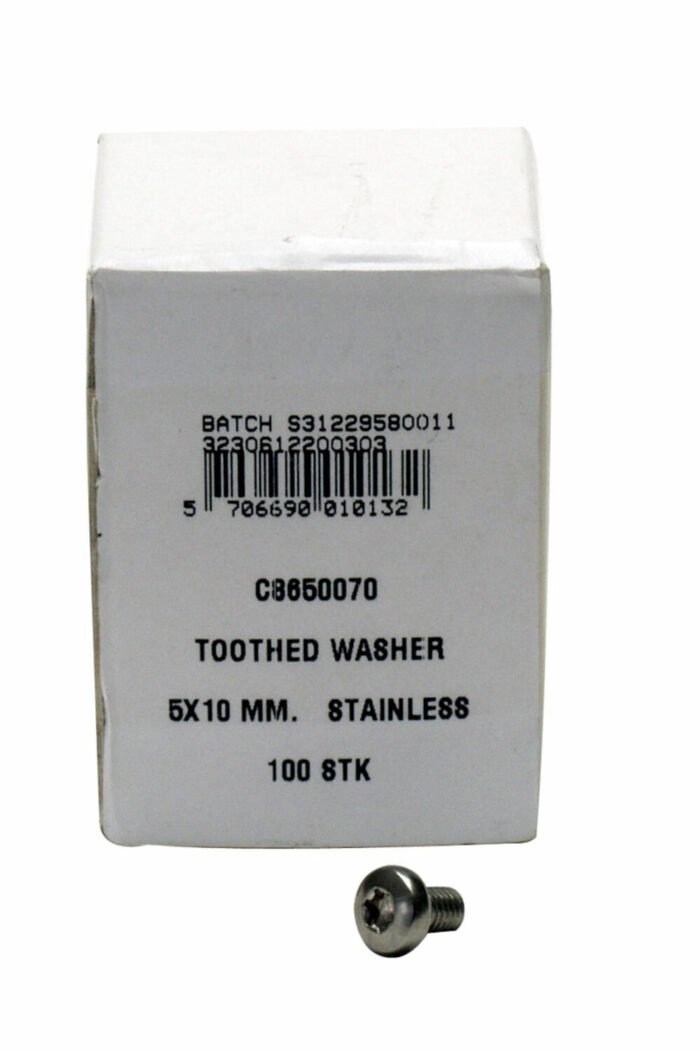 BATCH S31229580011
3230612200303
5 706690 010132
C8650070
TOOTHED WASHER
5X10 MM. STAINLESS
100 STK